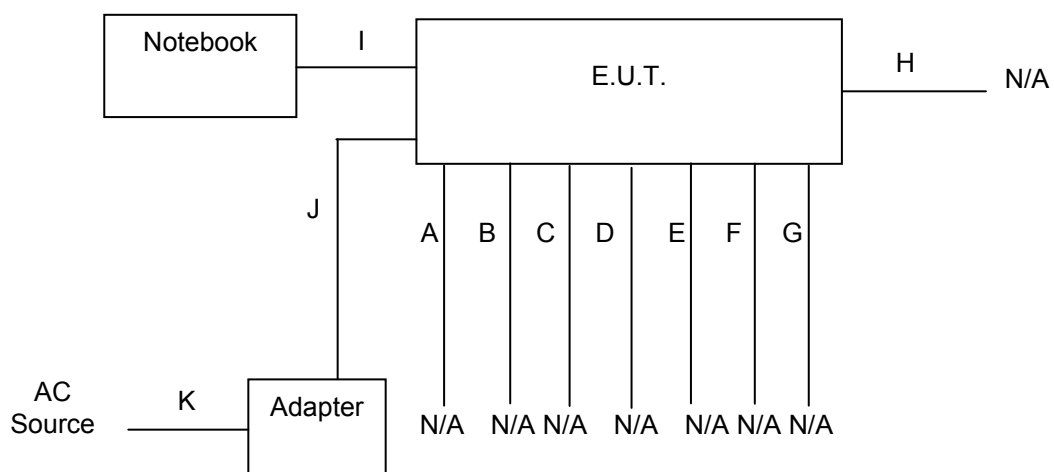 Notebook
I
E.U.T.
H
N/A
J
A B C D E F G
AC
Source
K
Adapter
N/A N/A N/A N/A N/A N/A N/A